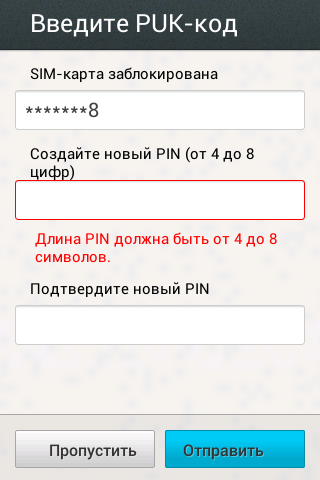 Введите PUK-код
SIM-карта заблокирована
*******8
Создайте новый PIN (от 4 до 8
цифр)
Длина PIN должна быть от 4 до 8
символов.
Подтвердите новый PIN
Пропустить
Отправить